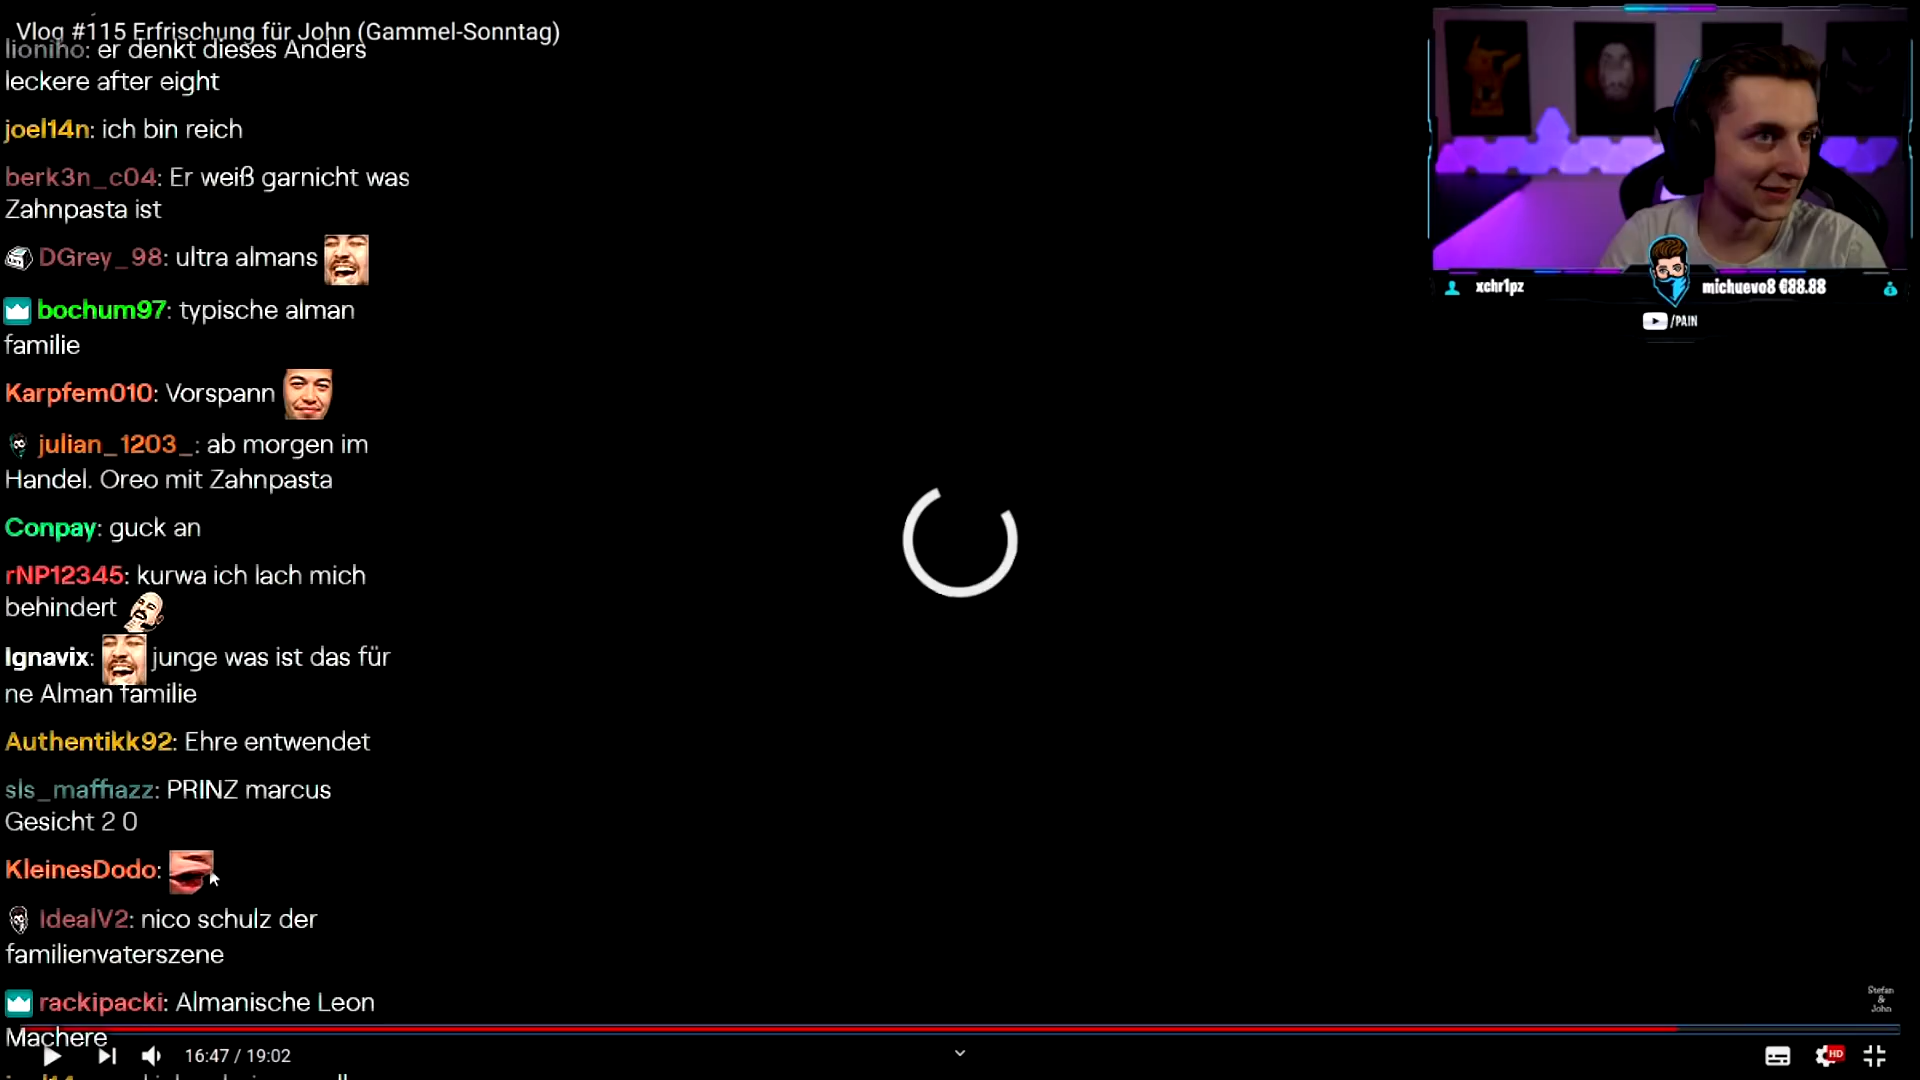 Vlog #115 Erfrischung für John (Gammel-Sonntag)
lioniho: er denkt dieses Anders
leckere after eight
joel14n: ich bin reich
berk3n_c04: Er weiß garnicht was
Zahnpasta ist
DGrey_98: ultra almans
bochum97: typische alman
familie
Karpfem010: Vorspann
julian_1203_: ab morgen im
Handel. Oreo mit Zahnpasta
Conpay: guck an
rNP12345: kurwa ich lach mich
behindert
Ignavix: junge was ist das für
ne Alman familie
Authentikk92: Ehre entwendet
sls_maffiazz: PRINZ marcus
Gesicht 2 0
KleinesDodo:
IdealV2: nico schulz der
familienvaterszene
rackipacki: Almanische Leon
Machere
16:47 / 19:02
xchr1pz
michuevo8 €88.88
/PAIN
Stefan
&
John
HD